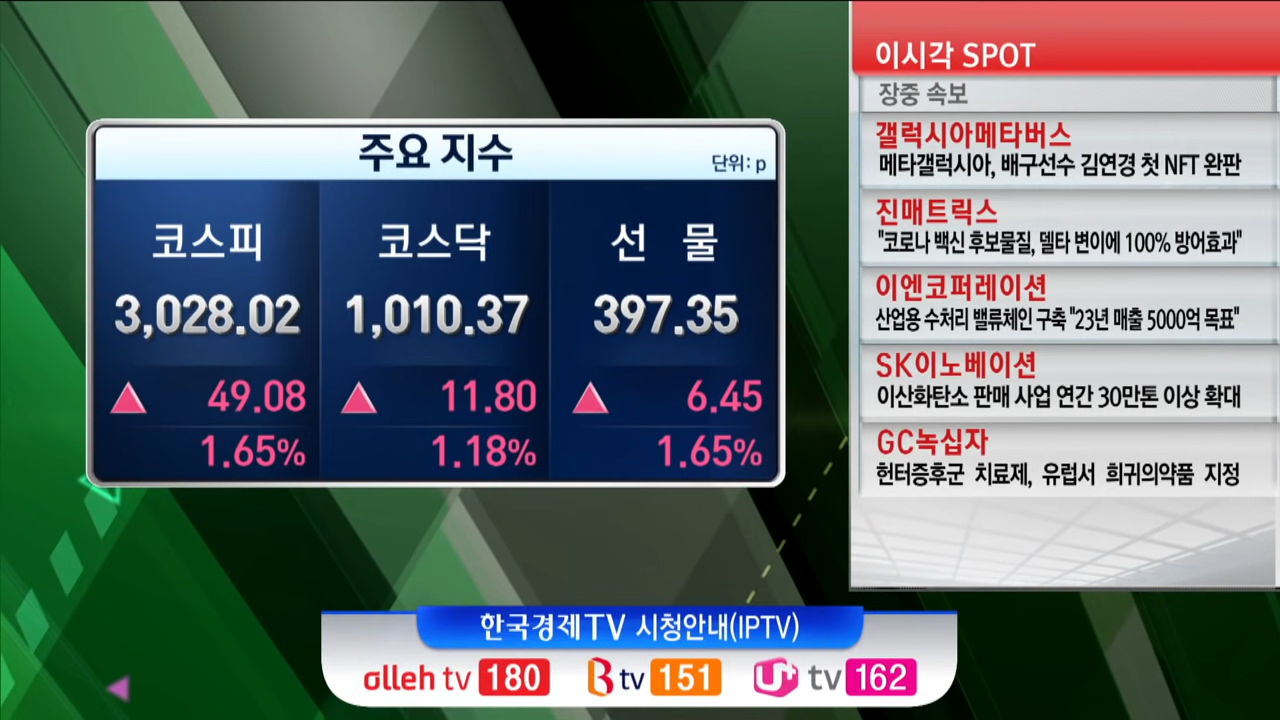 주요 지수
단위: p
코스피
3,028.02
▲ 49.08
1.65%
코스닥
1,010.37
▲ 11.80
1.18%
선 물
397.35
▲ 6.45
1.65%
이시각 SPOT
장중 속보
갤럭시아메타버스
메타갤럭시아, 배구선수 김연경 첫 NFT 완판
진매트릭스
"코로나 백신 후보물질, 델타 변이에 100% 방어효과"
이엔코퍼레이션
산업용 수처리 밸류체인 구축 "23년 매출 5000억 목표"
SK이노베이션
이산화탄소 판매 사업 연간 30만톤 이상 확대
GC녹십자
헌터증후군 치료제, 유럽서 희귀의약품 지정
한국경제TV 시청안내(IPTV)
olleh tv 180 B tv 151 U+ tv 162